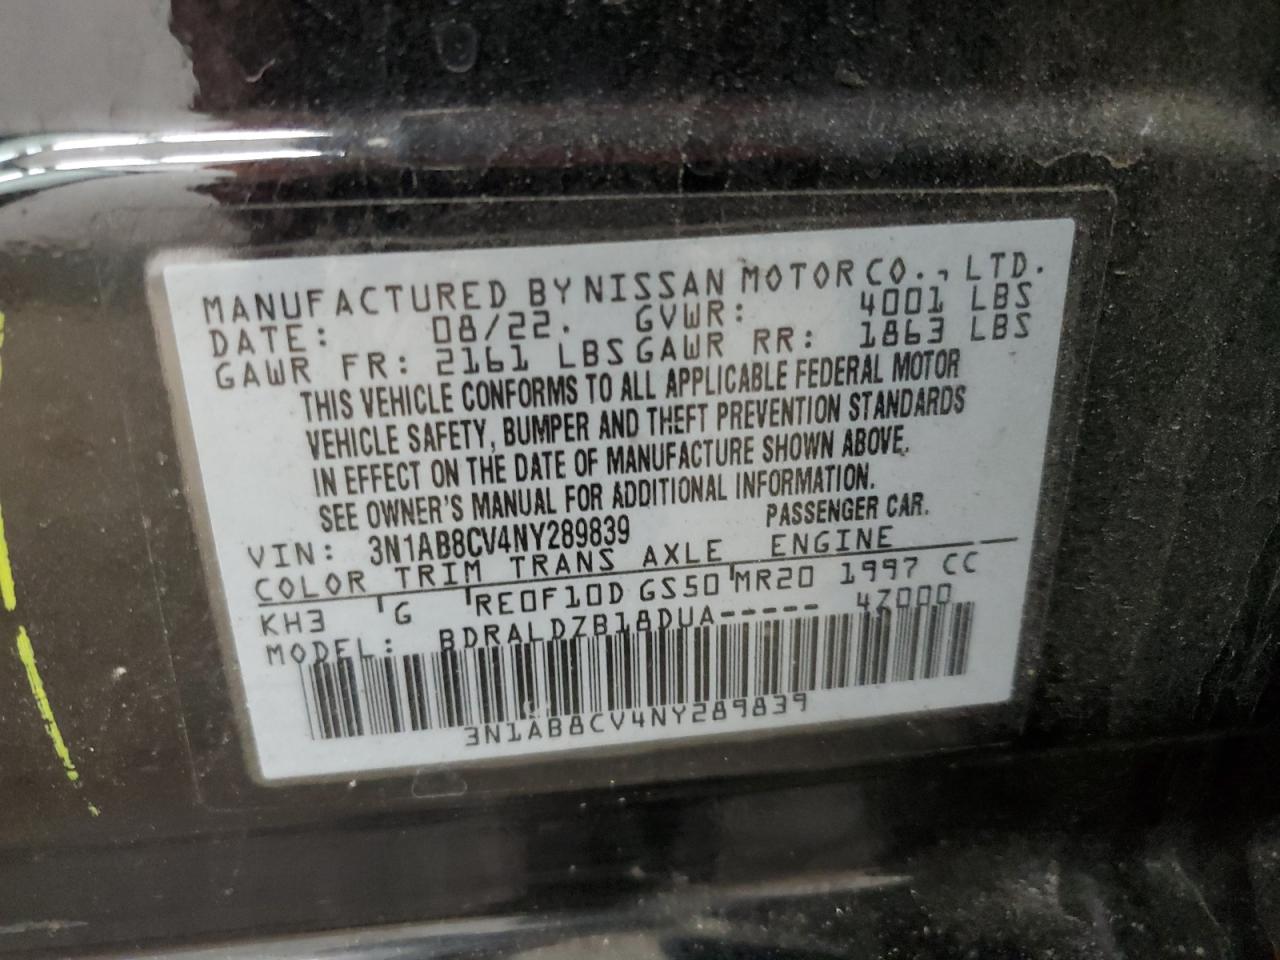 MANUFACTURED BY NISSAN MOTOR CO., LTD.
DATE: 08/22. GVWR: 4001 LBS
GAWR FR: 2161 LBS GAWR RR: 1863 LBS
THIS VEHICLE CONFORMS TO ALL APPLICABLE FEDERAL MOTOR
VEHICLE SAFETY, BUMPER AND THEFT PREVENTION STANDARDS
IN EFFECT ON THE DATE OF MANUFACTURE SHOWN ABOVE.
SEE OWNER'S MANUAL FOR ADDITIONAL INFORMATION.
VIN: 3N1AB8CV4NY289839 PASSENGER CAR.
COLOR TRIM TRANS AXLE ENGINE
KH3 G RE0F10D GS50 MR20 1997 CC
MODEL: BDRALDZB18DUA----- 4Z000
3N1AB8CV4NY289839